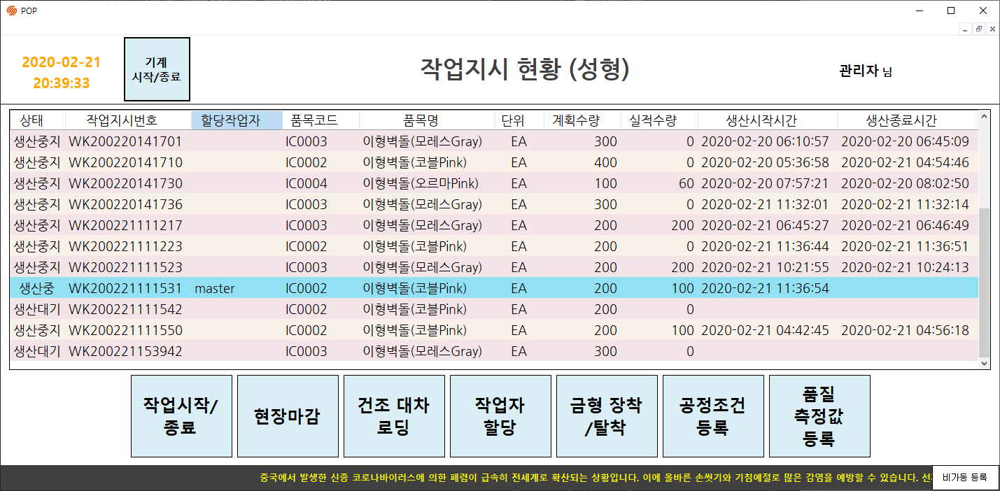 POP
2020-02-21
20:39:33
기계
시작/종료
작업지시 현황 (성형)
관리자 님
상태 작업지시번호 할당작업자 품목코드 품목명 단위 계획수량 실적수량 생산시작시간 생산종료시간
생산중지 WK200220141701 IC0003 이형벽돌(모레스Gray) EA 300 0 2020-02-20 06:10:57 2020-02-20 06:45:09
생산중지 WK200220141710 IC0002 이형벽돌(코블Pink) EA 400 0 2020-02-20 05:36:58 2020-02-21 04:54:46
생산중지 WK200220141730 IC0004 이형벽돌(오르마Pink) EA 100 60 2020-02-20 07:57:21 2020-02-20 08:02:50
생산중지 WK200220141736 IC0003 이형벽돌(모레스Gray) EA 300 0 2020-02-21 11:32:01 2020-02-21 11:32:14
생산중지 WK200221111217 IC0003 이형벽돌(모레스Gray) EA 200 200 2020-02-21 06:45:27 2020-02-21 06:46:49
생산중지 WK200221111223 IC0002 이형벽돌(코블Pink) EA 200 0 2020-02-21 11:36:44 2020-02-21 11:36:51
생산중지 WK200221111523 IC0003 이형벽돌(모레스Gray) EA 200 200 2020-02-21 10:21:55 2020-02-21 10:24:13
생산중 WK200221111531 master IC0002 이형벽돌(코블Pink) EA 200 100 2020-02-21 11:36:54
생산대기 WK200221111542 IC0002 이형벽돌(코블Pink) EA 200 0
생산중지 WK200221111550 IC0002 이형벽돌(코블Pink) EA 200 100 2020-02-21 04:42:45 2020-02-21 04:56:18
생산대기 WK200221153942 IC0003 이형벽돌(모레스Gray) EA 300 0
작업시작/
종료
현장마감
건조 대차
로딩
작업자
할당
금형 장착
/탈착
공정조건
등록
품질
측정값
등록
중국에서 발생한 신종 코로나바이러스에 의한 폐렴이 급속히 전세계로 확산되는 상황입니다. 이에 올바른 손씻기와 기침예절로 많은 감염을 예방할 수 있습니다.
비가동 등록